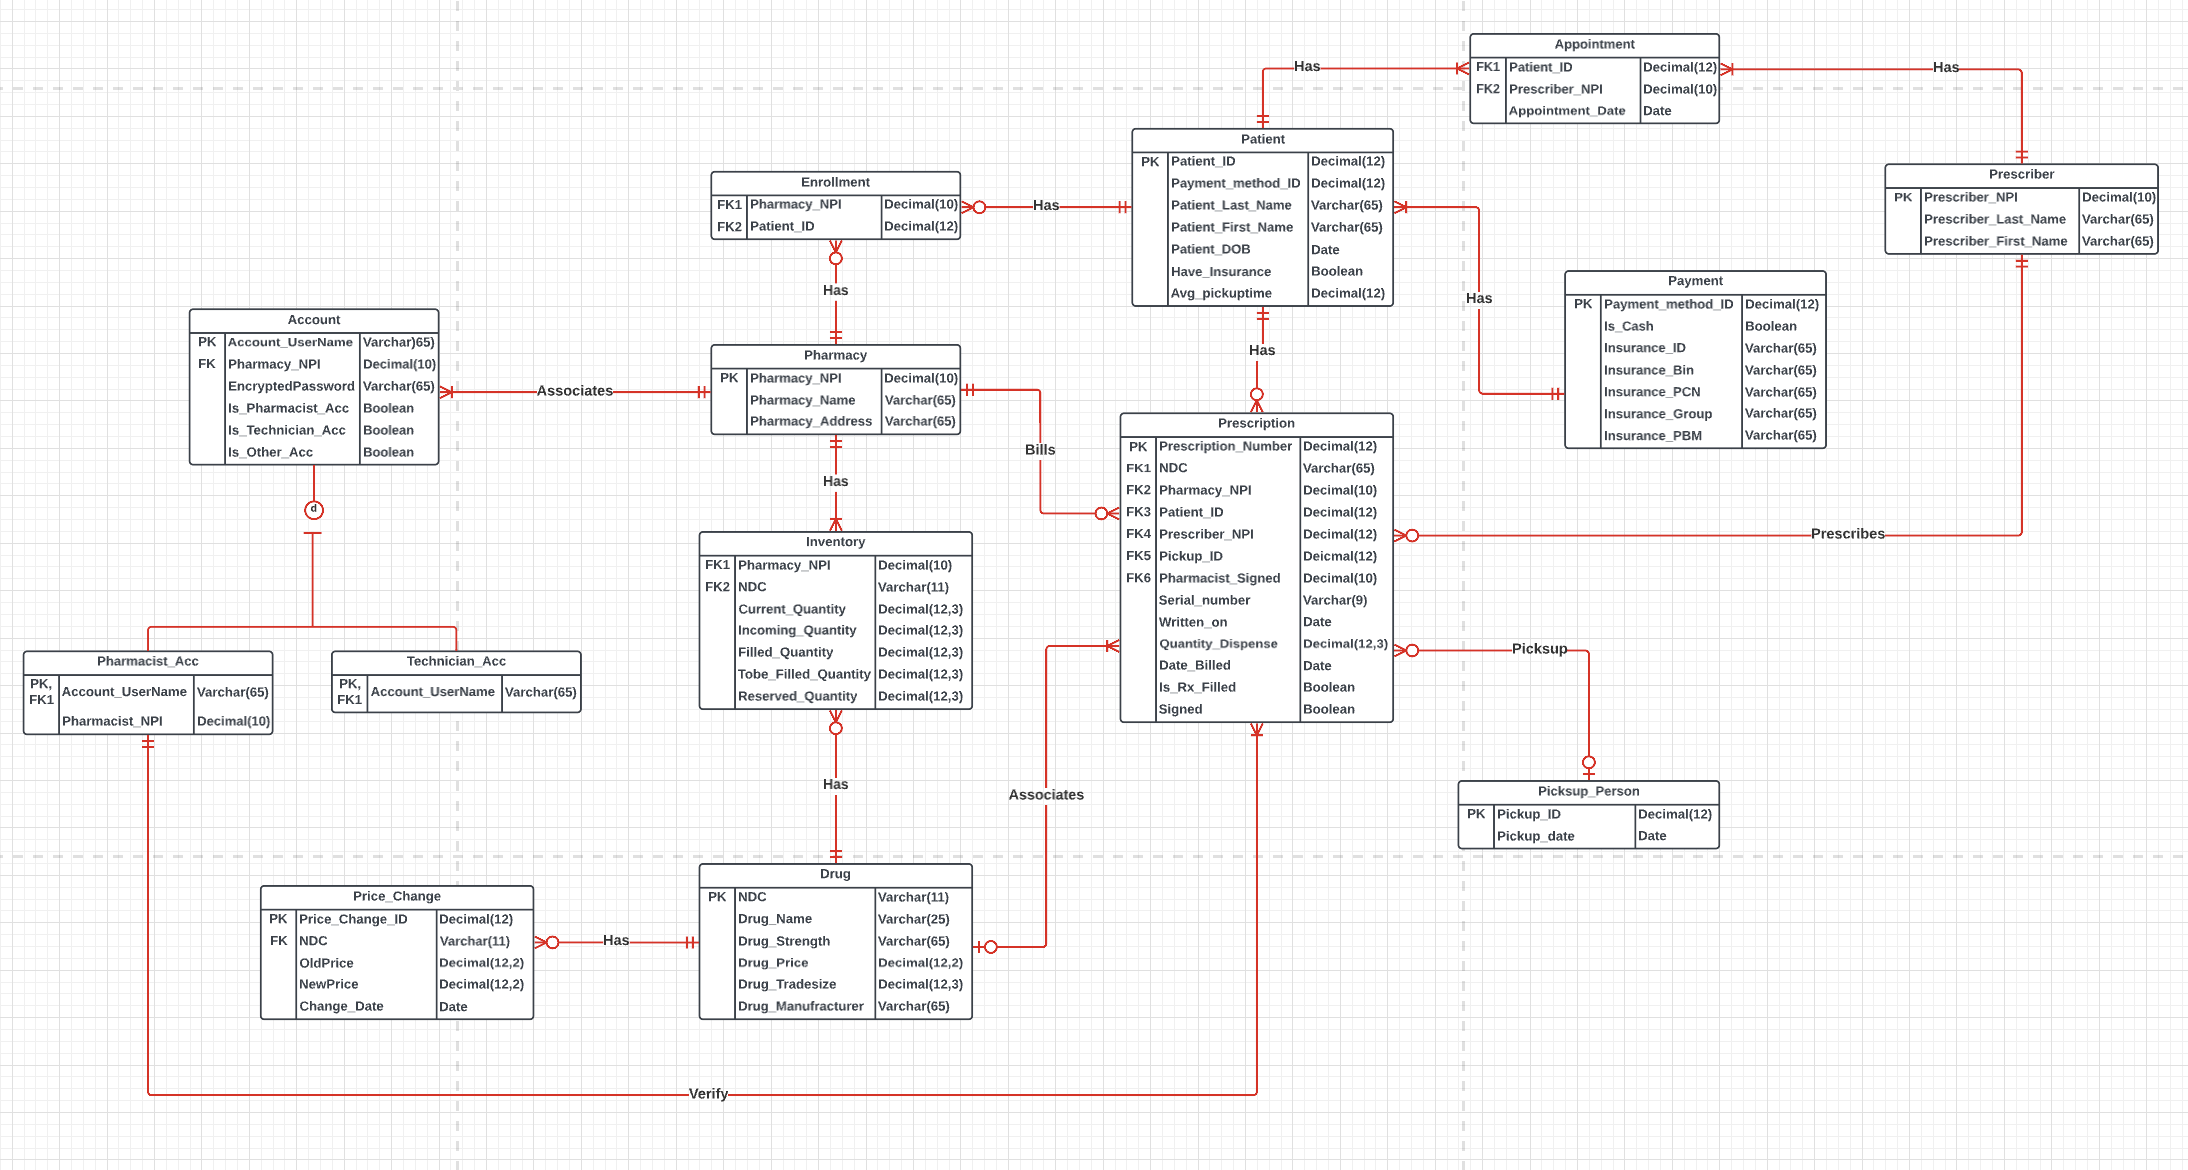 Appointment
FK1 Patient_ID Decimal(12)
FK2 Prescriber_NPI Decimal(10)
Appointment_Date Date
Has
Has
Patient
PK Patient_ID Decimal(12)
Payment_method_ID Decimal(12)
Patient_Last_Name Varchar(65)
Patient_First_Name Varchar(65)
Patient_DOB Date
Have_Insurance Boolean
Avg_pickuptime Decimal(12)
Prescriber
PK Prescriber_NPI Decimal(10)
Prescriber_Last_Name Varchar(65)
Prescriber_First_Name Varchar(65)
Enrollment
FK1 Pharmacy_NPI Decimal(10)
FK2 Patient_ID Decimal(12)
Has
Has
Has
Has
Payment
PK Payment_method_ID Decimal(12)
Is_Cash Boolean
Insurance_ID Varchar(65)
Insurance_Bin Varchar(65)
Insurance_PCN Varchar(65)
Insurance_Group Varchar(65)
Insurance_PBM Varchar(65)
Account
PK Account_UserName Varchar)65)
FK Pharmacy_NPI Decimal(10)
EncryptedPassword Varchar(65)
Is_Pharmacist_Acc Boolean
Is_Technician_Acc Boolean
Is_Other_Acc Boolean
Associates
Pharmacy
PK Pharmacy_NPI Decimal(10)
Pharmacy_Name Varchar(65)
Pharmacy_Address Varchar(65)
Bills
Has
d
Prescription
PK Prescription_Number Decimal(12)
FK1 NDC Varchar(65)
FK2 Pharmacy_NPI Decimal(10)
FK3 Patient_ID Decimal(12)
FK4 Prescriber_NPI Decimal(12)
FK5 Pickup_ID Deicmal(12)
FK6 Pharmacist_Signed Decimal(10)
Serial_number Varchar(9)
Written_on Date
Quantity_Dispense Decimal(12,3)
Date_Billed Date
Is_Rx_Filled Boolean
Signed Boolean
Prescribes
Inventory
FK1 Pharmacy_NPI Decimal(10)
FK2 NDC Varchar(11)
Current_Quantity Decimal(12,3)
Incoming_Quantity Decimal(12,3)
Filled_Quantity Decimal(12,3)
Tobe_Filled_Quantity Decimal(12,3)
Reserved_Quantity Decimal(12,3)
Picksup
Pharmacist_Acc
PK, FK1 Account_UserName Varchar(65)
Pharmacist_NPI Decimal(10)
Technician_Acc
PK, FK1 Account_UserName Varchar(65)
Has
Associates
Picksup_Person
PK Pickup_ID Decimal(12)
Pickup_date Date
Price_Change
PK Price_Change_ID Decimal(12)
FK NDC Varchar(11)
OldPrice Decimal(12,2)
NewPrice Decimal(12,2)
Change_Date Date
Has
Drug
PK NDC Varchar(11)
Drug_Name Varchar(25)
Drug_Strength Varchar(65)
Drug_Price Decimal(12,2)
Drug_Tradesize Decimal(12,3)
Drug_Manufracturer Varchar(65)
Verify